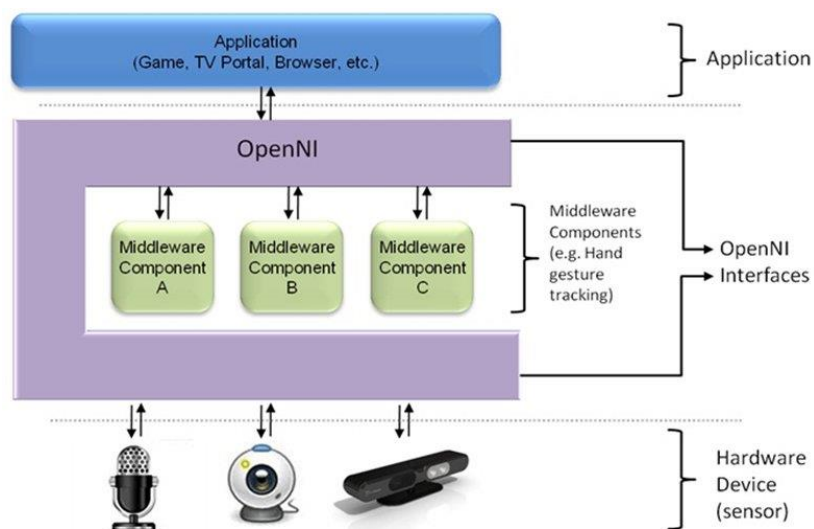 Application
(Game, TV Portal, Browser, etc.)
Application
OpenNI
Middleware
Component
A
Middleware
Component
B
Middleware
Component
C
Middleware
Components
(e.g. Hand
gesture
tracking)
OpenNI
Interfaces
Hardware
Device
(sensor)